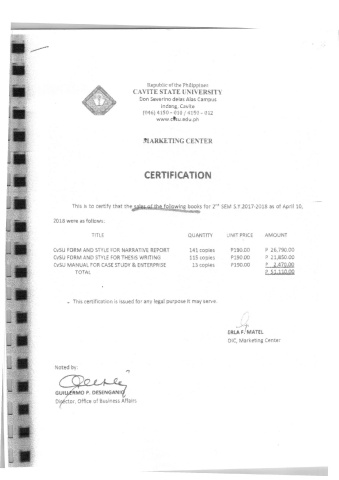 Republic of the Philippines
CAVITE STATE UNIVERSITY
Don Severino delas Alas Campus
Indang, Cavite
(046) 4150 - 010 / 4150 - 012
www.cvsu.edu.ph
MARKETING CENTER
CERTIFICATION
This is to certify that the sales of the following books for 2nd SEM S.Y.2017-2018 as of April 10,
2018 were as follows:
TITLE QUANTITY UNIT PRICE AMOUNT
CvSU FORM AND STYLE FOR NARRATIVE REPORT 141 copies P190.00 P 26,790.00
CvSU FORM AND STYLE FOR THESIS WRITING 115 copies P190.00 P 21,850.00
CvSU MANUAL FOR CASE STUDY & ENTERPRISE 13 copies P190.00 P 2,470.00
TOTAL P 51,110.00
This certification is issued for any legal purpose it may serve.
ERLA F. MATEL
OIC, Marketing Center
Noted by:
GUILLERMO P. DESENGANIO
Director, Office of Business Affairs